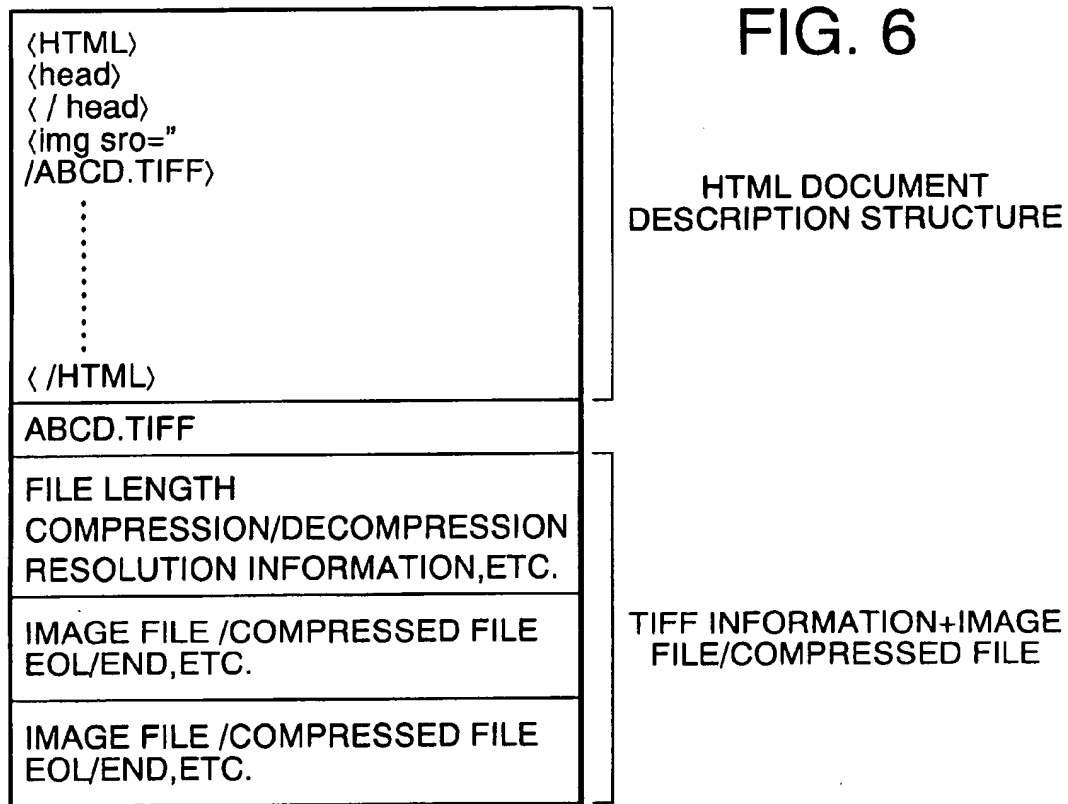 FIG. 6
〈HTML〉
〈head〉
〈 / head〉
〈img sro="
/ABCD.TIFF〉
〈 /HTML〉
HTML DOCUMENT
DESCRIPTION STRUCTURE
ABCD.TIFF
FILE LENGTH
COMPRESSION/DECOMPRESSION
RESOLUTION INFORMATION,ETC.
IMAGE FILE /COMPRESSED FILE
EOL/END,ETC.
IMAGE FILE /COMPRESSED FILE
EOL/END,ETC.
TIFF INFORMATION+IMAGE
FILE/COMPRESSED FILE